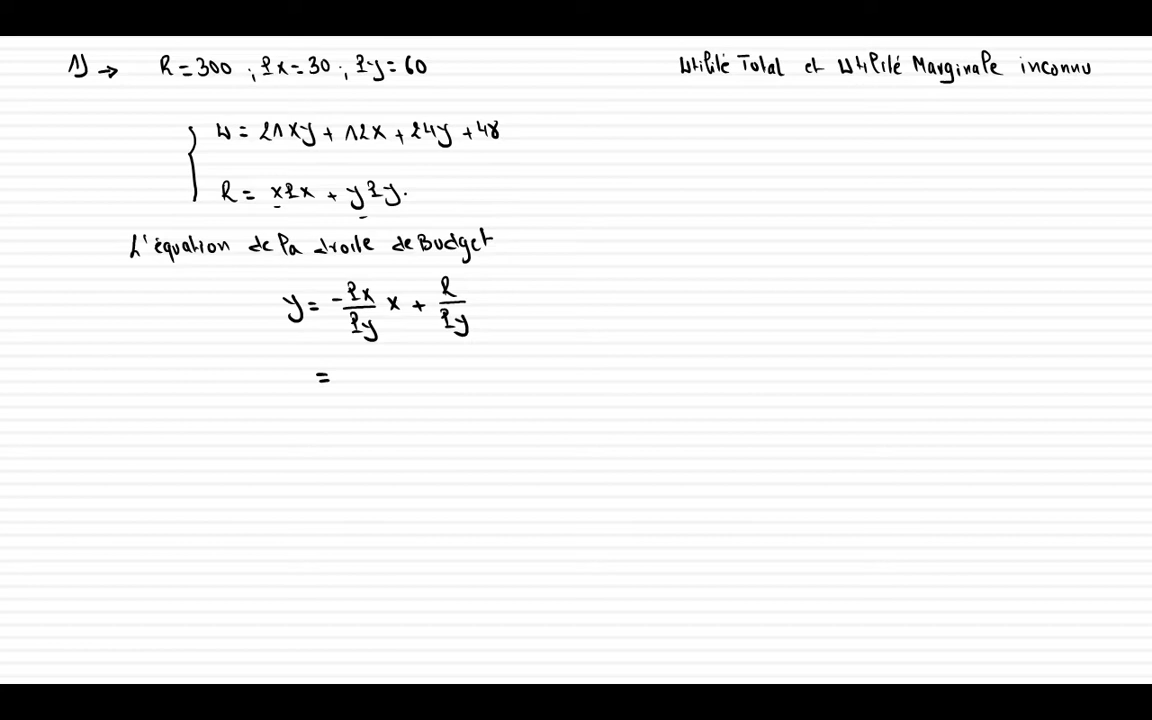 1) → R = 300 ; Px = 30 ; Py = 60
Utilité Total et Utilité Marginale inconnu
U = 21xy + 12x + 24y + 48
R = xPx + yPy.
L'équation de la droite de Budget
y = -Px/Py x + R/Py
=